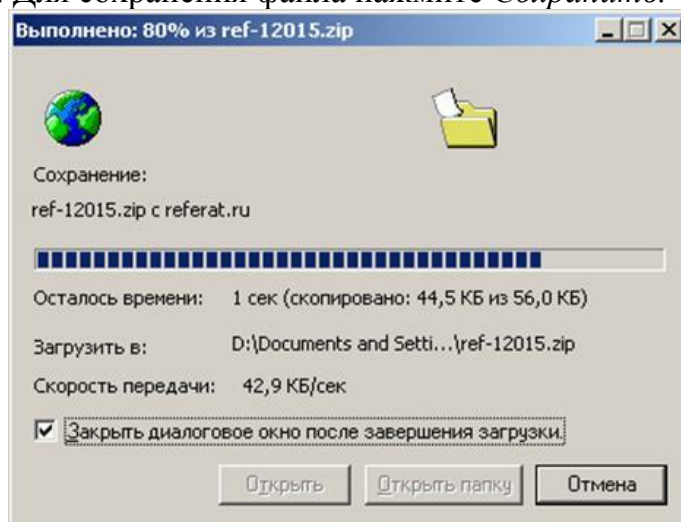 Для сохранения файла нажмите Сохранить.
Выполнено: 80% из ref-12015.zip
Сохранение:
ref-12015.zip с referat.ru
Осталось времени: 1 сек (скопировано: 44,5 КБ из 56,0 КБ)
Загрузить в: D:\Documents and Setti...\ref-12015.zip
Скорость передачи: 42,9 КБ/сек
Закрыть диалоговое окно после завершения загрузки.
Открыть Открыть папку Отмена